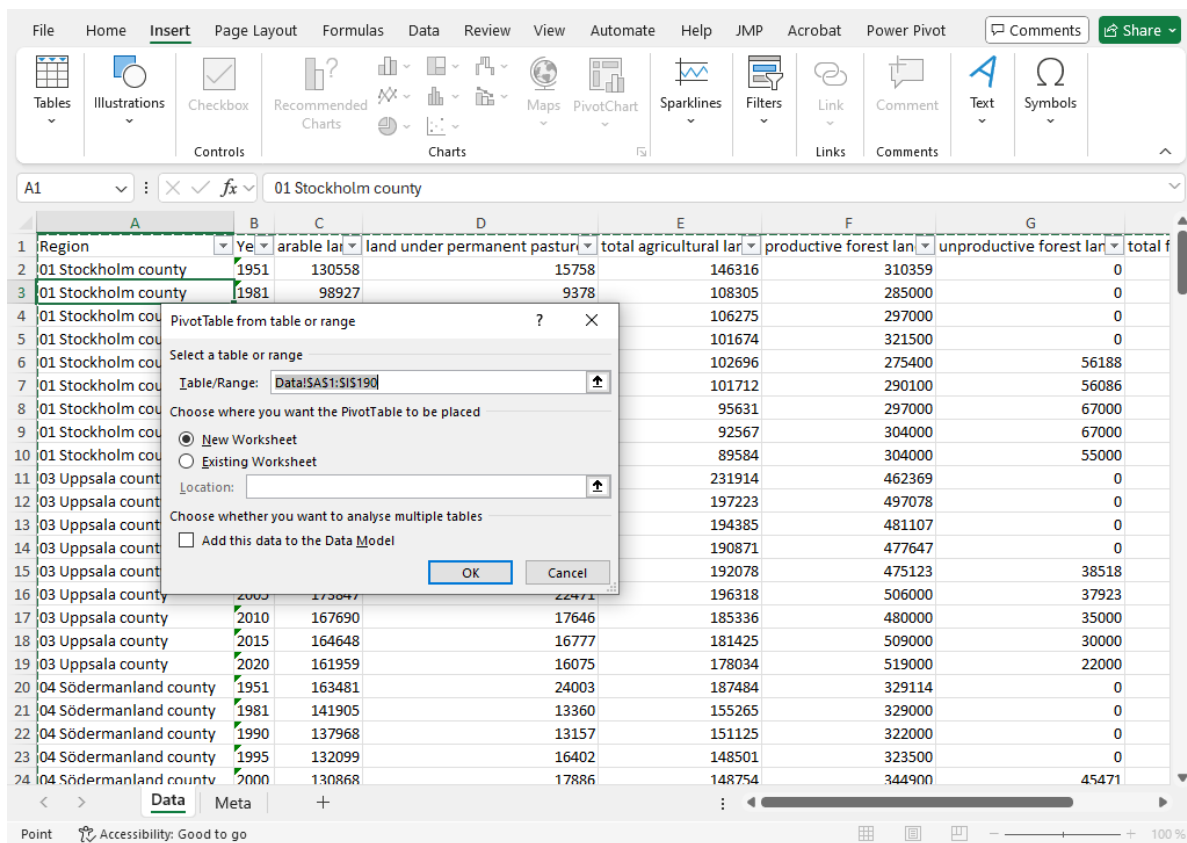 File Home Insert Page Layout Formulas Data Review View Automate Help JMP Acrobat Power Pivot Comments Share
Tables Illustrations Checkbox Recommended Charts Maps PivotChart Sparklines Filters Link Comment Text Symbols
Controls Charts Links Comments
A1 fx 01 Stockholm county
A B C D E F G
1 Region Ye arable lar land under permanent pasture total agricultural lar productive forest lan unproductive forest lan total f
2 01 Stockholm county 1951 130558 15758 146316 310359 0
3 01 Stockholm county 1981 98927 9378 108305 285000 0
4 01 Stockholm cou 106275 297000 0
5 01 Stockholm cou 101674 321500 0
6 01 Stockholm cou 102696 275400 56188
7 01 Stockholm cou 101712 290100 56086
8 01 Stockholm cou 95631 297000 67000
9 01 Stockholm cou 92567 304000 67000
10 01 Stockholm cou 89584 304000 55000
11 03 Uppsala count 231914 462369 0
12 03 Uppsala count 197223 497078 0
13 03 Uppsala count 194385 481107 0
14 03 Uppsala count 190871 477647 0
15 03 Uppsala count 192078 475123 38518
16 03 Uppsala county 2005 173847 22471 196318 506000 37923
17 03 Uppsala county 2010 167690 17646 185336 480000 35000
18 03 Uppsala county 2015 164648 16777 181425 509000 30000
19 03 Uppsala county 2020 161959 16075 178034 519000 22000
20 04 Södermanland county 1951 163481 24003 187484 329114 0
21 04 Södermanland county 1981 141905 13360 155265 329000 0
22 04 Södermanland county 1990 137968 13157 151125 322000 0
23 04 Södermanland county 1995 132099 16402 148501 323500 0
24 04 Södermanland county 2000 130868 17886 148754 344900 45471
PivotTable from table or range ?
Select a table or range
Table/Range: Data!$A$1:$I$190
Choose where you want the PivotTable to be placed
New Worksheet
Existing Worksheet
Location:
Choose whether you want to analyse multiple tables
Add this data to the Data Model
OK Cancel
Data Meta
Point Accessibility: Good to go 100 %